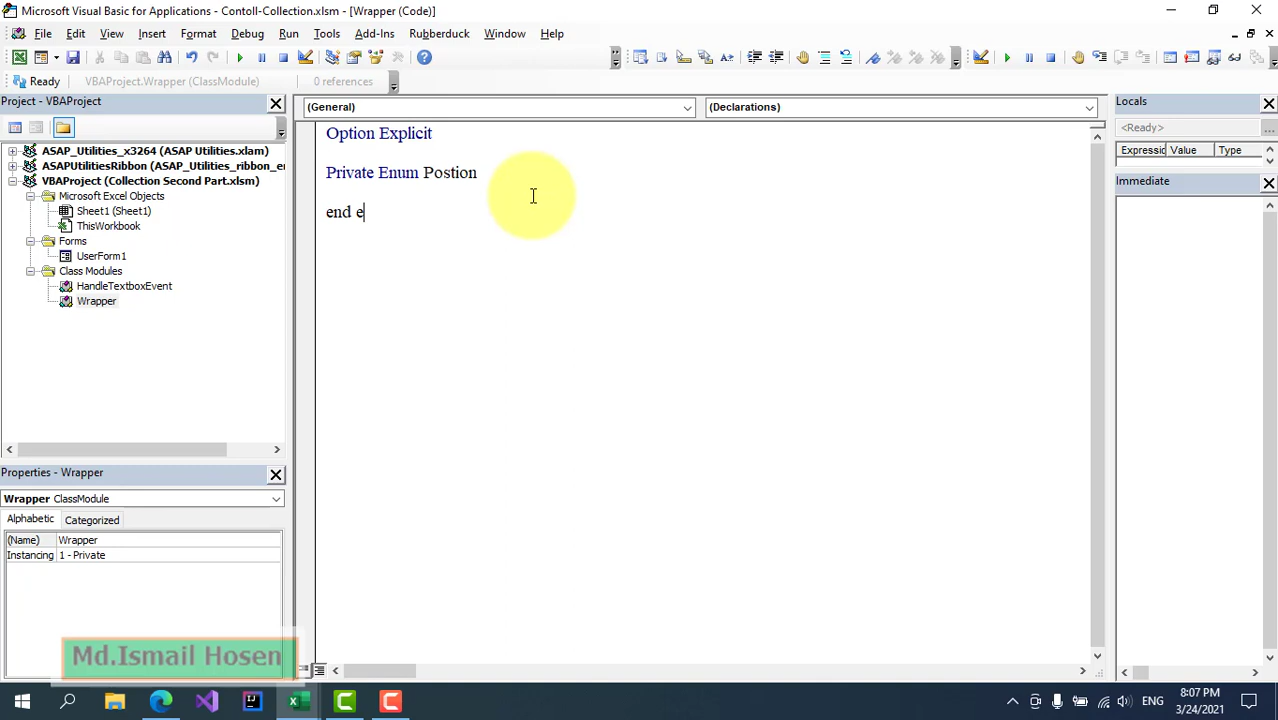 Microsoft Visual Basic for Applications - Contoll-Collection.xlsm - [Wrapper (Code)]
File Edit View Insert Format Debug Run Tools Add-Ins Rubberduck Window Help
Ready VBAProject.Wrapper (ClassModule) 0 references
Project - VBAProject
ASAP_Utilities_x3264 (ASAP Utilities.xlam)
ASAPUtilitiesRibbon (ASAP_Utilities_ribbon_e
VBAProject (Collection Second Part.xlsm)
Microsoft Excel Objects
Sheet1 (Sheet1)
ThisWorkbook
Forms
UserForm1
Class Modules
HandleTextboxEvent
Wrapper
Properties - Wrapper
Wrapper ClassModule
Alphabetic Categorized
(Name) Wrapper
Instancing 1 - Private
(General) (Declarations)
Option Explicit
Private Enum Postion
end e
Locals
<Ready> ...
Expressic Value Type
Immediate
Md.Ismail Hosen
ENG
8:07 PM
3/24/2021